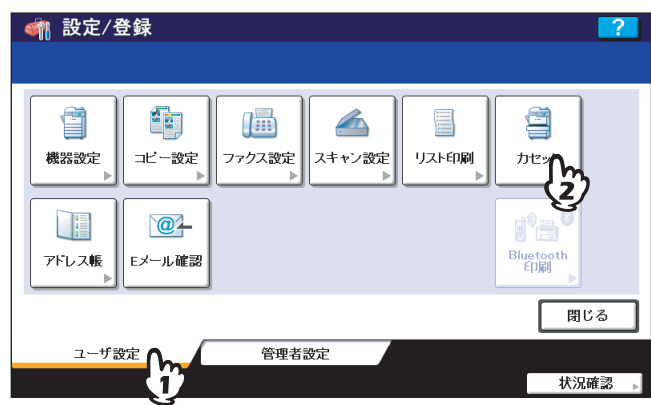 設定/登録
?
機器設定
コピー設定
ファクス設定
スキャン設定
リスト印刷
カセッ
2
アドレス帳
Eメール確認
Bluetooth
印刷
閉じる
ユーザ設定
管理者設定
1
状況確認